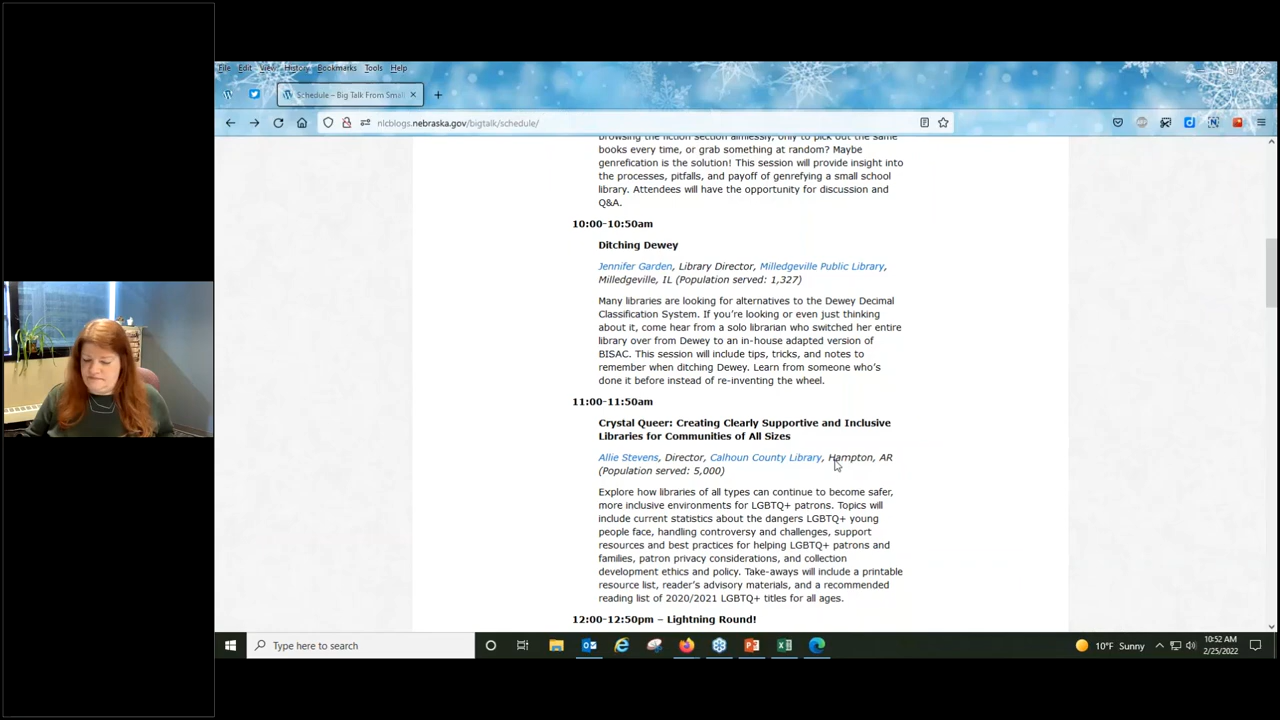 File Edit View History Bookmarks Tools Help
Schedule – Big Talk From Smal
nlcblogs.nebraska.gov/bigtalk/schedule/
browsing the fiction section aimlessly, only to pick out the same
books every time, or grab something at random? Maybe
genrefication is the solution! This session will provide insight into
the processes, pitfalls, and payoff of genrefying a small school
library. Attendees will have the opportunity for discussion and
Q&A.
10:00-10:50am
Ditching Dewey
Jennifer Garden, Library Director, Milledgeville Public Library,
Milledgeville, IL (Population served: 1,327)
Many libraries are looking for alternatives to the Dewey Decimal
Classification System. If you're looking or even just thinking
about it, come hear from a solo librarian who switched her entire
library over from Dewey to an in-house adapted version of
BISAC. This session will include tips, tricks, and notes to
remember when ditching Dewey. Learn from someone who's
done it before instead of re-inventing the wheel.
11:00-11:50am
Crystal Queer: Creating Clearly Supportive and Inclusive
Libraries for Communities of All Sizes
Allie Stevens, Director, Calhoun County Library, Hampton, AR
(Population served: 5,000)
Explore how libraries of all types can continue to become safer,
more inclusive environments for LGBTQ+ patrons. Topics will
include current statistics about the dangers LGBTQ+ young
people face, handling controversy and challenges, support
resources and best practices for helping LGBTQ+ patrons and
families, patron privacy considerations, and collection
development ethics and policy. Take-aways will include a printable
resource list, reader's advisory materials, and a recommended
reading list of 2020/2021 LGBTQ+ titles for all ages.
12:00-12:50pm – Lightning Round!
Type here to search
10°F Sunny
10:52 AM
2/25/2022